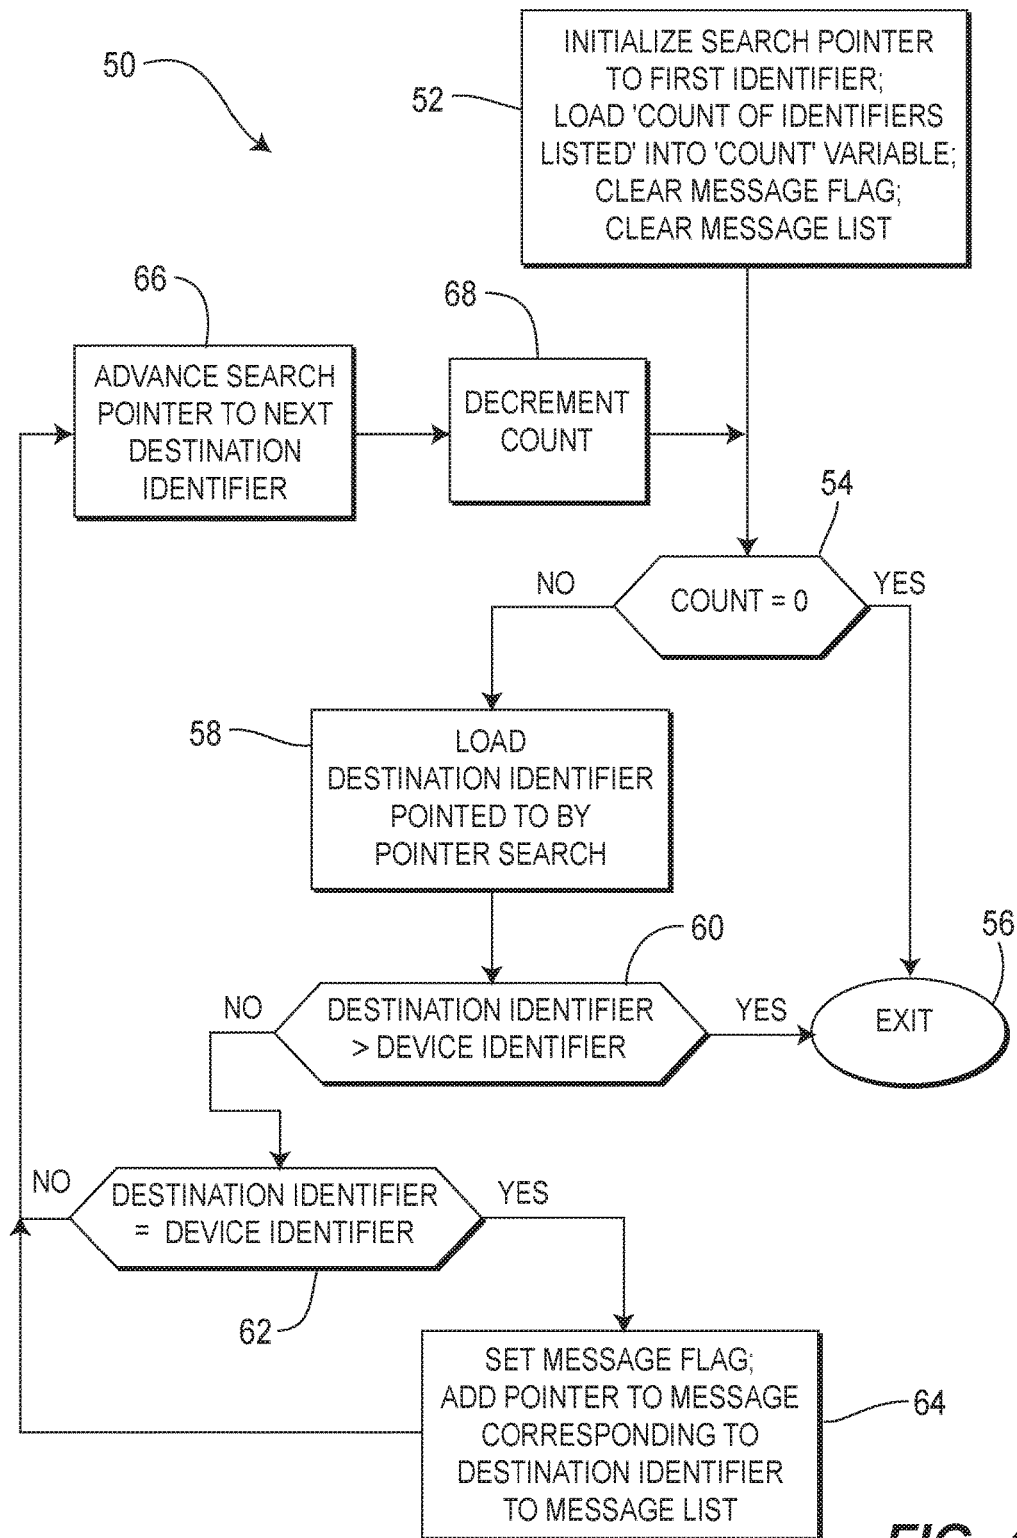 50
52
INITIALIZE SEARCH POINTER
TO FIRST IDENTIFIER;
LOAD 'COUNT OF IDENTIFIERS
LISTED' INTO 'COUNT' VARIABLE;
CLEAR MESSAGE FLAG;
CLEAR MESSAGE LIST
66
68
ADVANCE SEARCH
POINTER TO NEXT
DESTINATION
IDENTIFIER
DECREMENT
COUNT
54
NO
COUNT = 0
YES
58
LOAD
DESTINATION IDENTIFIER
POINTED TO BY
POINTER SEARCH
60
56
NO
DESTINATION IDENTIFIER
> DEVICE IDENTIFIER
YES
EXIT
NO
DESTINATION IDENTIFIER
= DEVICE IDENTIFIER
YES
62
SET MESSAGE FLAG;
ADD POINTER TO MESSAGE
CORRESPONDING TO
DESTINATION IDENTIFIER
TO MESSAGE LIST
64
FIG.